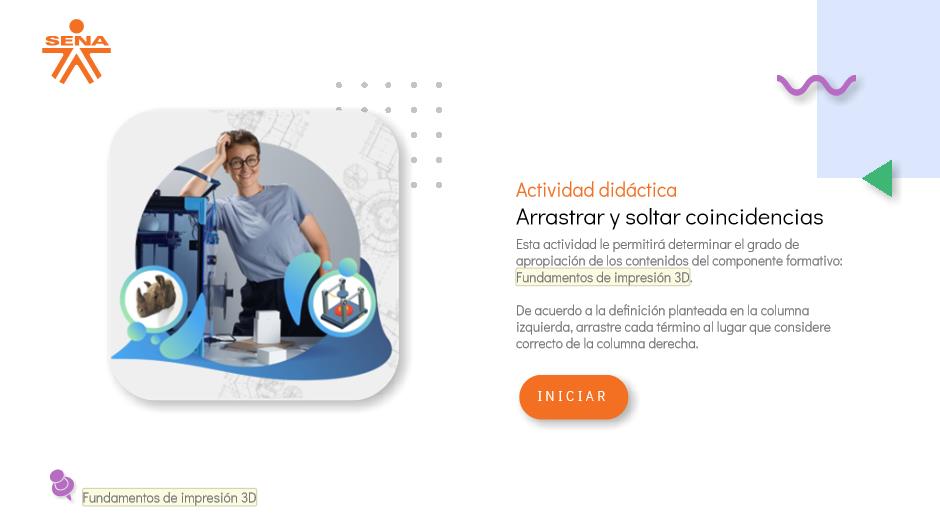 SENA
Actividad didáctica
Arrastrar y soltar coincidencias
Esta actividad le permitirá determinar el grado de
apropiación de los contenidos del componente formativo:
Fundamentos de impresión 3D.
De acuerdo a la definición planteada en la columna
izquierda, arrastre cada término al lugar que considere
correcto de la columna derecha.
INICIAR
Fundamentos de impresión 3D